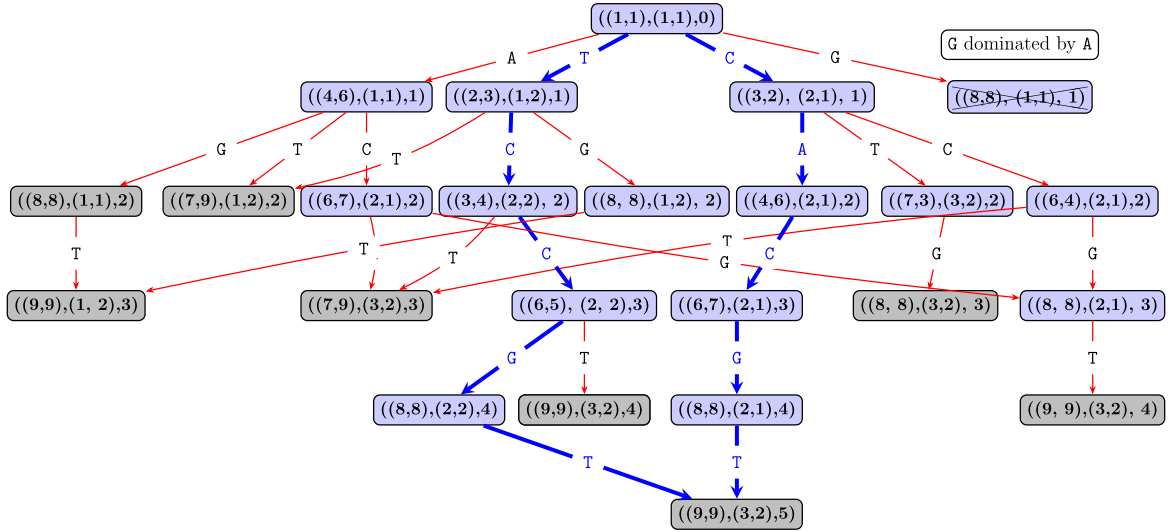 ((1,1),(1,1),0)
G dominated by A
A T C G
((4,6),(1,1),1) ((2,3),(1,2),1) ((3,2), (2,1), 1) ((8,8), (1,1), 1)
G T C T C G A T C
((8,8),(1,1),2) ((7,9),(1,2),2) ((6,7),(2,1),2) ((3,4),(2,2), 2) ((8, 8),(1,2), 2) ((4,6),(2,1),2) ((7,3),(3,2),2) ((6,4),(2,1),2)
T T T C T G C G G
((9,9),(1, 2),3) ((7,9),(3,2),3) ((6,5), (2, 2),3) ((6,7),(2,1),3) ((8, 8),(3,2), 3) ((8, 8),(2,1), 3)
G T G T
((8,8),(2,2),4) ((9,9),(3,2),4) ((8,8),(2,1),4) ((9, 9),(3,2), 4)
T T
((9,9),(3,2),5)